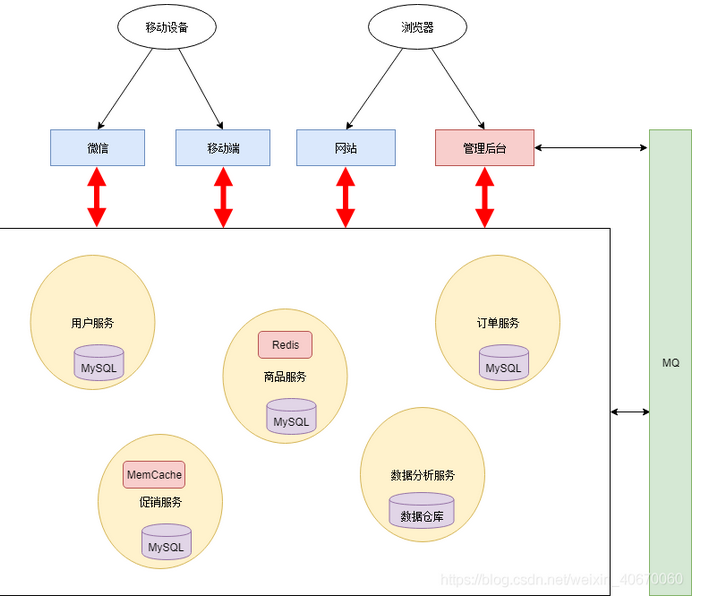 移动设备
浏览器
微信
移动端
网站
管理后台
用户服务
MySQL
Redis
商品服务
MySQL
订单服务
MySQL
MQ
MemCache
促销服务
MySQL
数据分析服务
数据仓库
https://blog.csdn.net/weixin_40670060